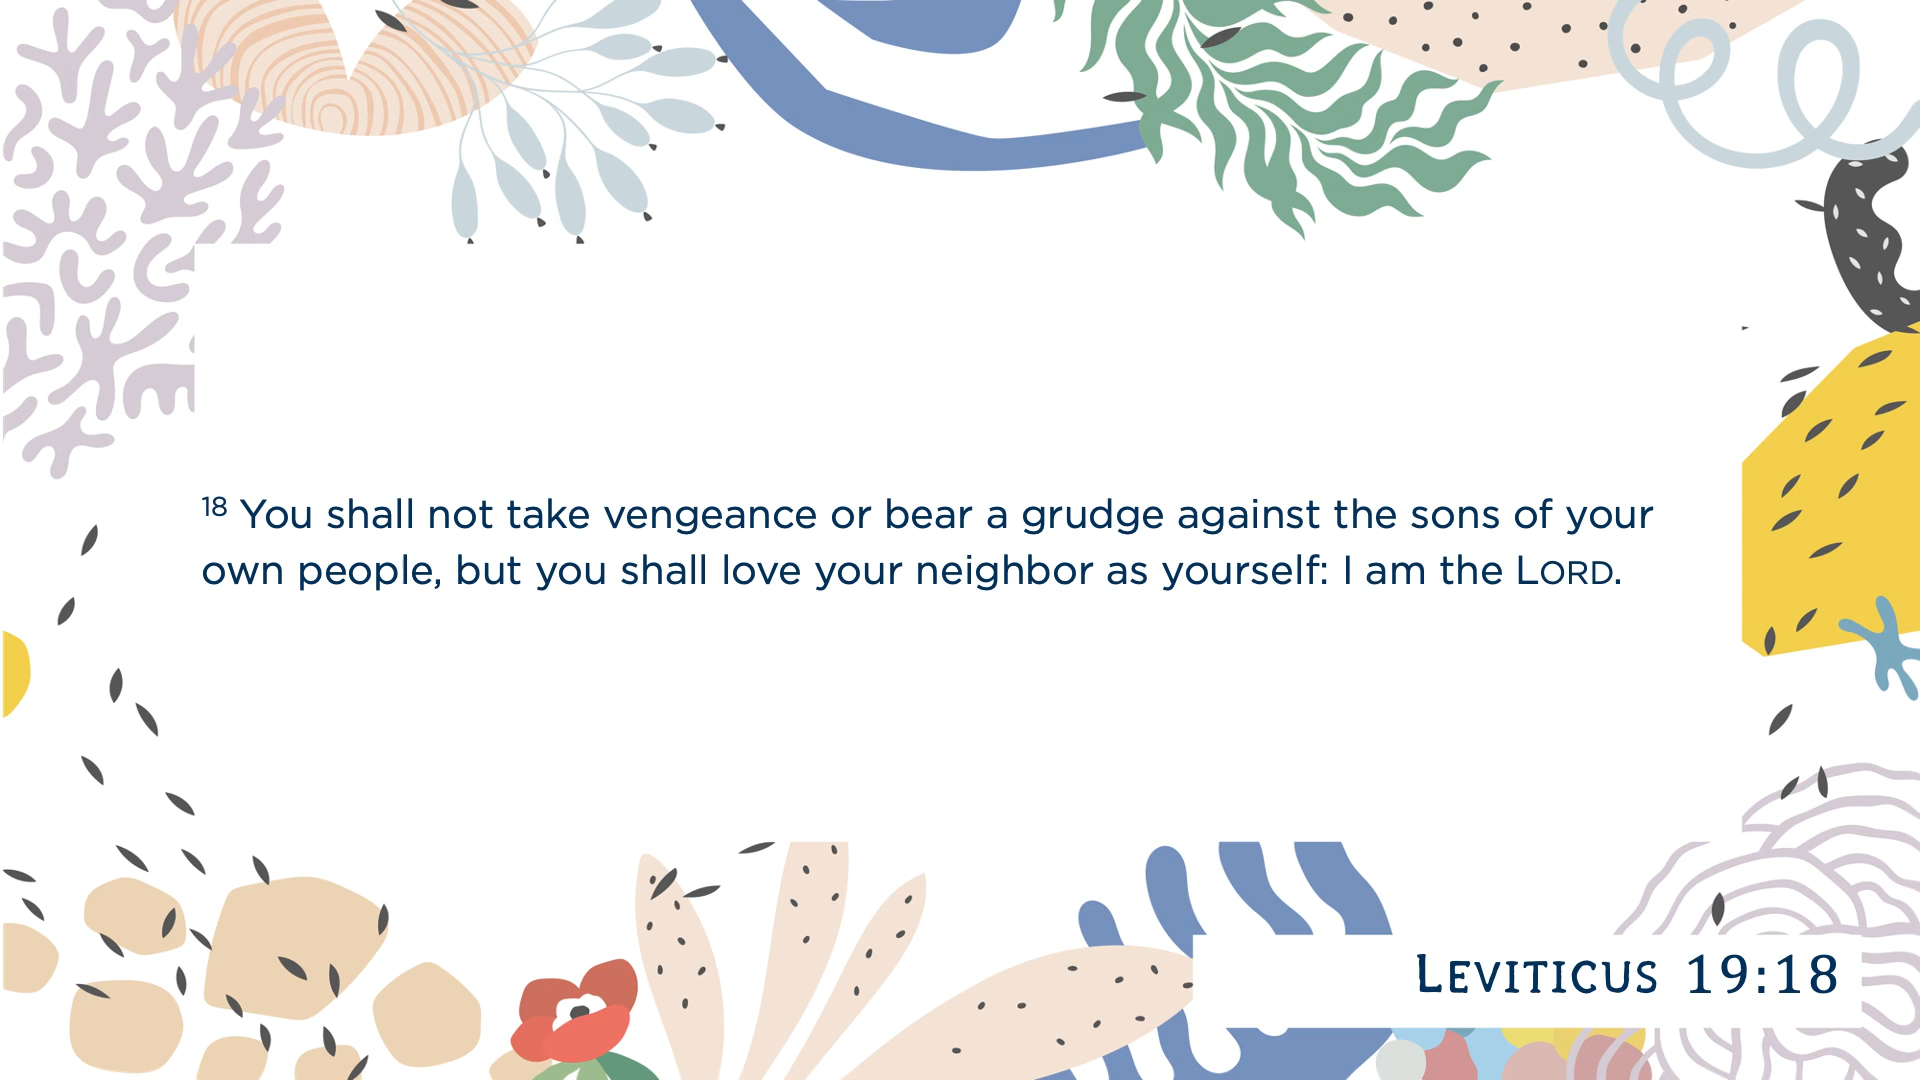 18 You shall not take vengeance or bear a grudge against the sons of your
own people, but you shall love your neighbor as yourself: I am the LORD.
Leviticus 19:18